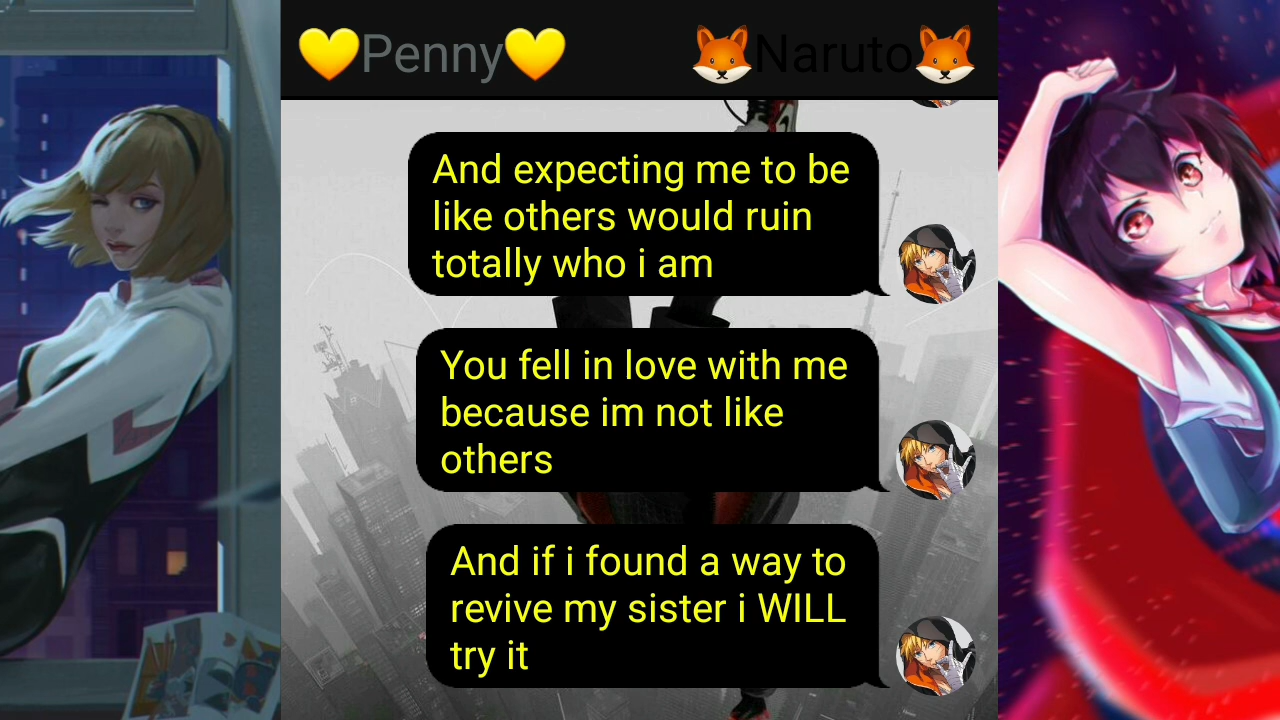 💛Penny💛 🦊Naruto🦊
And expecting me to be
like others would ruin
totally who i am
You fell in love with me
because im not like
others
And if i found a way to
revive my sister i WILL
try it